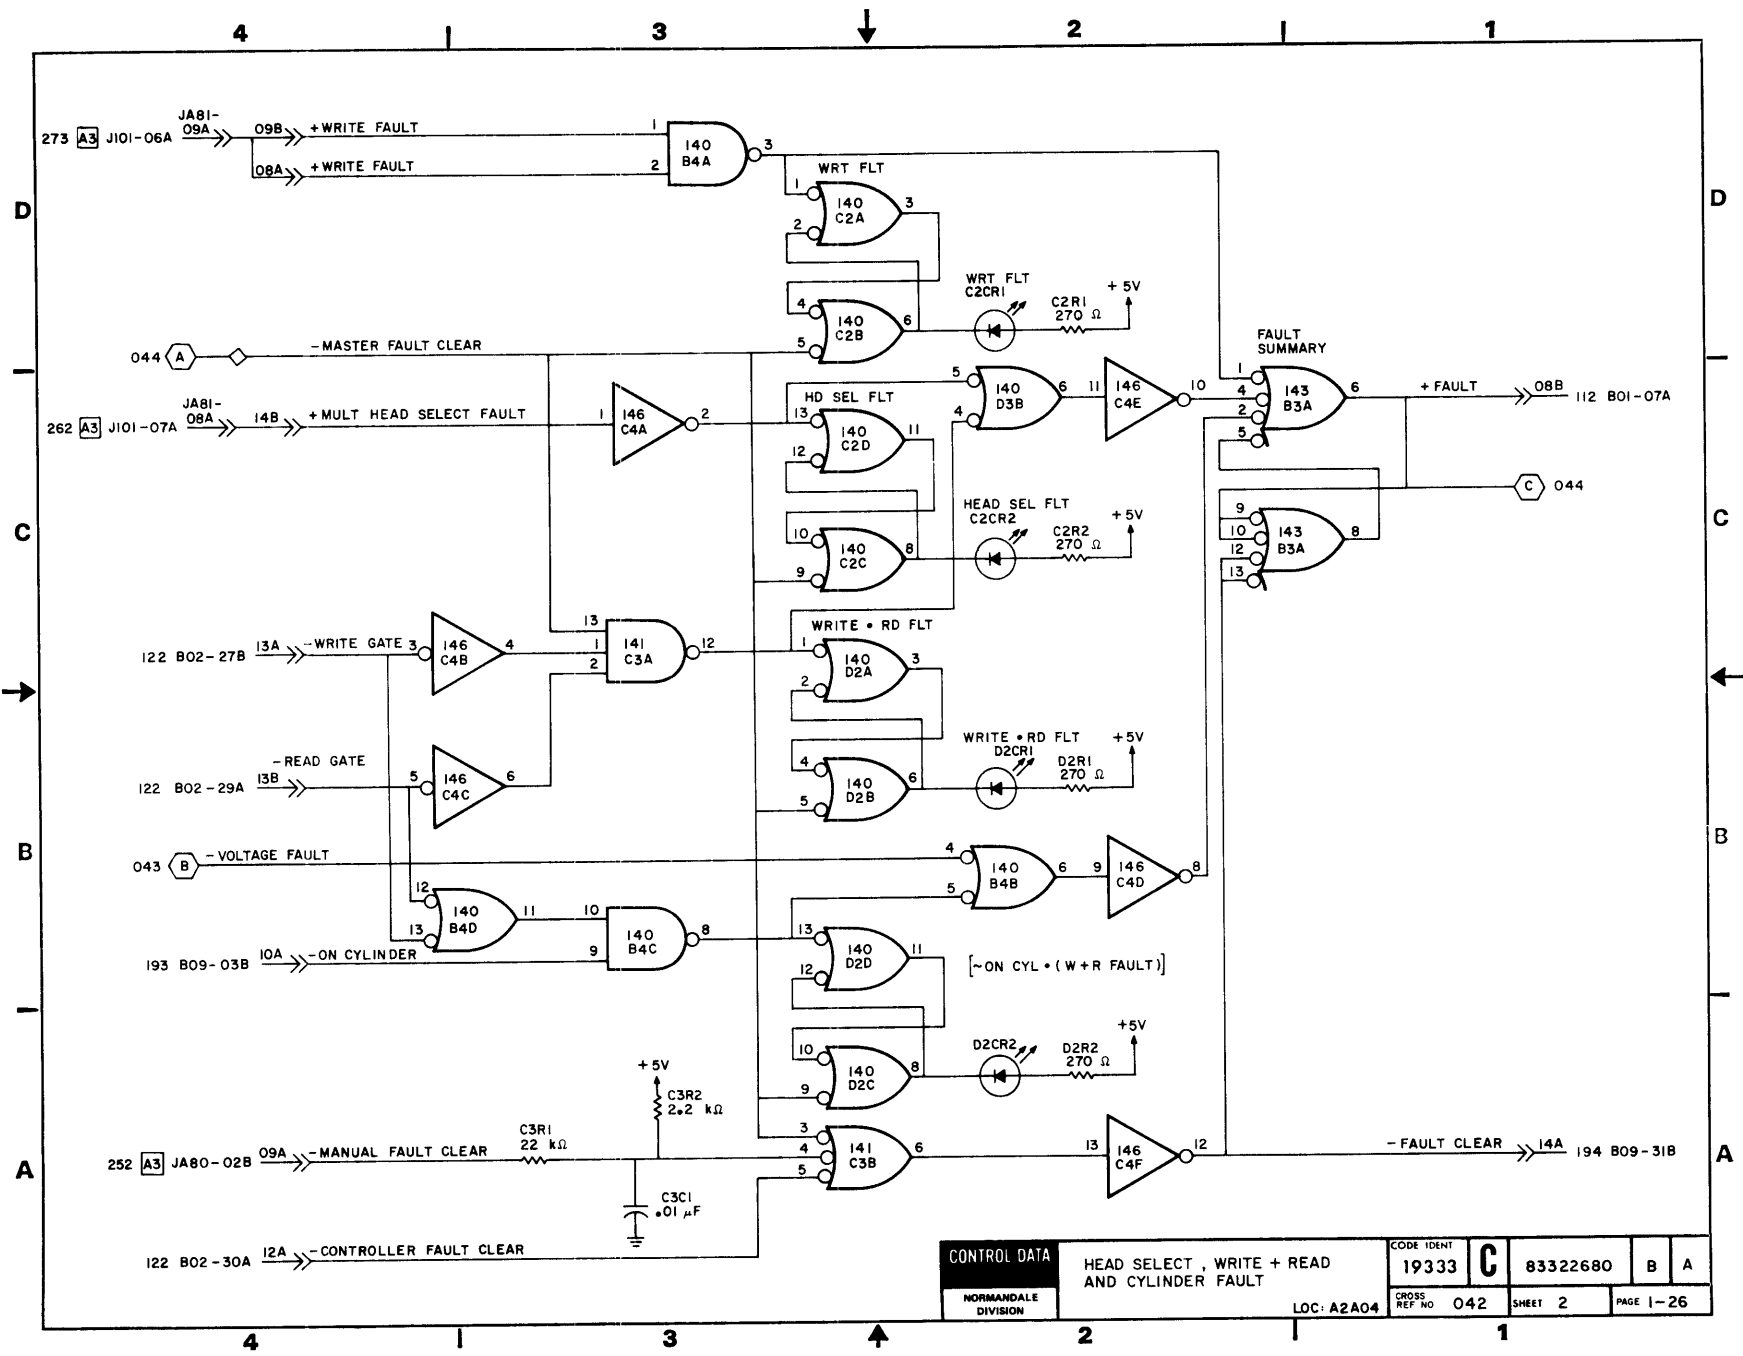 4 3 2 1
D
C
B
A
D
C
B
A
273 A3 J101-06A
JA81-
09A
09B
+WRITE FAULT
08A
+WRITE FAULT
1
2
140
B4A
3
WRT FLT
1
2
140
C2A
3
4
5
140
C2B
6
WRT FLT
C2CR1
C2R1
270 Ω
+5V
044 A
-MASTER FAULT CLEAR
262 A3 J101-07A
JA81-
08A
14B
+MULT HEAD SELECT FAULT
1
146
C4A
2
HD SEL FLT
13
12
140
C2D
11
10
9
140
C2C
8
HEAD SEL FLT
C2CR2
C2R2
270 Ω
+5V
5
4
140
D3B
6
11
146
C4E
10
FAULT
SUMMARY
1
4
2
5
143
B3A
6
+FAULT
08B
112 B01-07A
C 044
9
10
12
13
143
B3A
8
122 B02-27B
13A
-WRITE GATE
3
146
C4B
4
13
1
2
141
C3A
12
WRITE • RD FLT
1
2
140
D2A
3
4
5
140
D2B
6
WRITE • RD FLT
D2CR1
D2R1
270 Ω
+5V
-READ GATE
122 B02-29A
13B
5
146
C4C
6
043 B
-VOLTAGE FAULT
4
5
140
B4B
6
9
146
C4D
8
12
13
140
B4D
11
10
9
140
B4C
8
193 B09-03B
10A
-ON CYLINDER
13
12
140
D2D
11
[~ON CYL • (W+R FAULT)]
10
9
140
D2C
8
D2CR2
D2R2
270 Ω
+5V
+5V
C3R2
2.2 kΩ
252 A3 JA80-02B
09A
-MANUAL FAULT CLEAR
C3R1
22 kΩ
C3C1
.01 μF
3
4
5
141
C3B
6
13
146
C4F
12
-FAULT CLEAR
14A
194 B09-31B
122 B02-30A
12A
-CONTROLLER FAULT CLEAR
CONTROL DATA
NORMANDALE
DIVISION
HEAD SELECT , WRITE + READ
AND CYLINDER FAULT
LOC: A2A04
CODE IDENT
19333
C
83322680
B
A
CROSS
REF NO 042
SHEET 2
PAGE 1-26
4 3 2 1